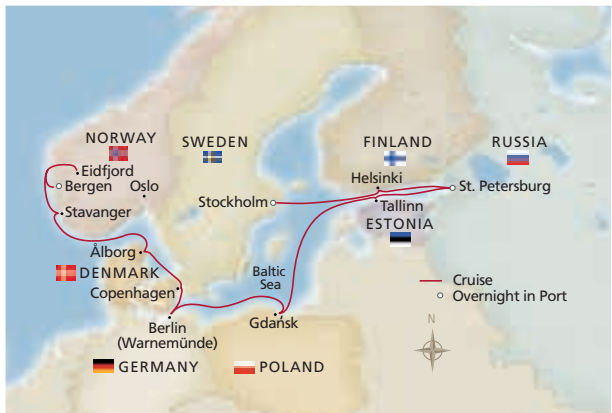 NORWAY
SWEDEN
FINLAND
RUSSIA
Eidfjord
Bergen
Oslo
Helsinki
St. Petersburg
Stockholm
Tallinn
Stavanger
ESTONIA
Ålborg
DENMARK
Baltic
Sea
Cruise
Copenhagen
Overnight in Port
Berlin
(Warnemünde)
Gdańsk
N
GERMANY
POLAND